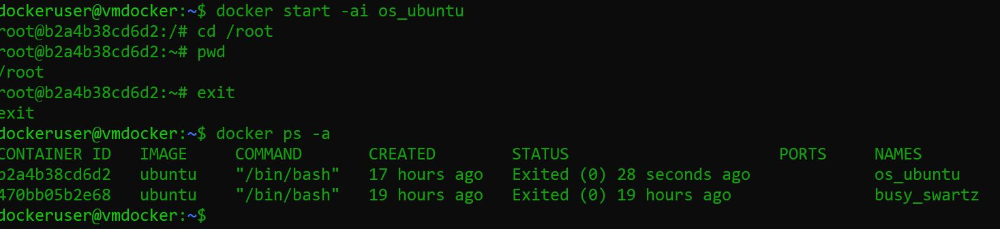 dockeruser@vmdocker:~$ docker start -ai os_ubuntu
root@b2a4b38cd6d2:/# cd /root
root@b2a4b38cd6d2:~# pwd
/root
root@b2a4b38cd6d2:~# exit
exit
dockeruser@vmdocker:~$ docker ps -a
CONTAINER ID   IMAGE     COMMAND       CREATED        STATUS                      PORTS     NAMES
b2a4b38cd6d2   ubuntu    "/bin/bash"   17 hours ago   Exited (0) 28 seconds ago             os_ubuntu
470bb05b2e68   ubuntu    "/bin/bash"   19 hours ago   Exited (0) 19 hours ago               busy_swartz
dockeruser@vmdocker:~$